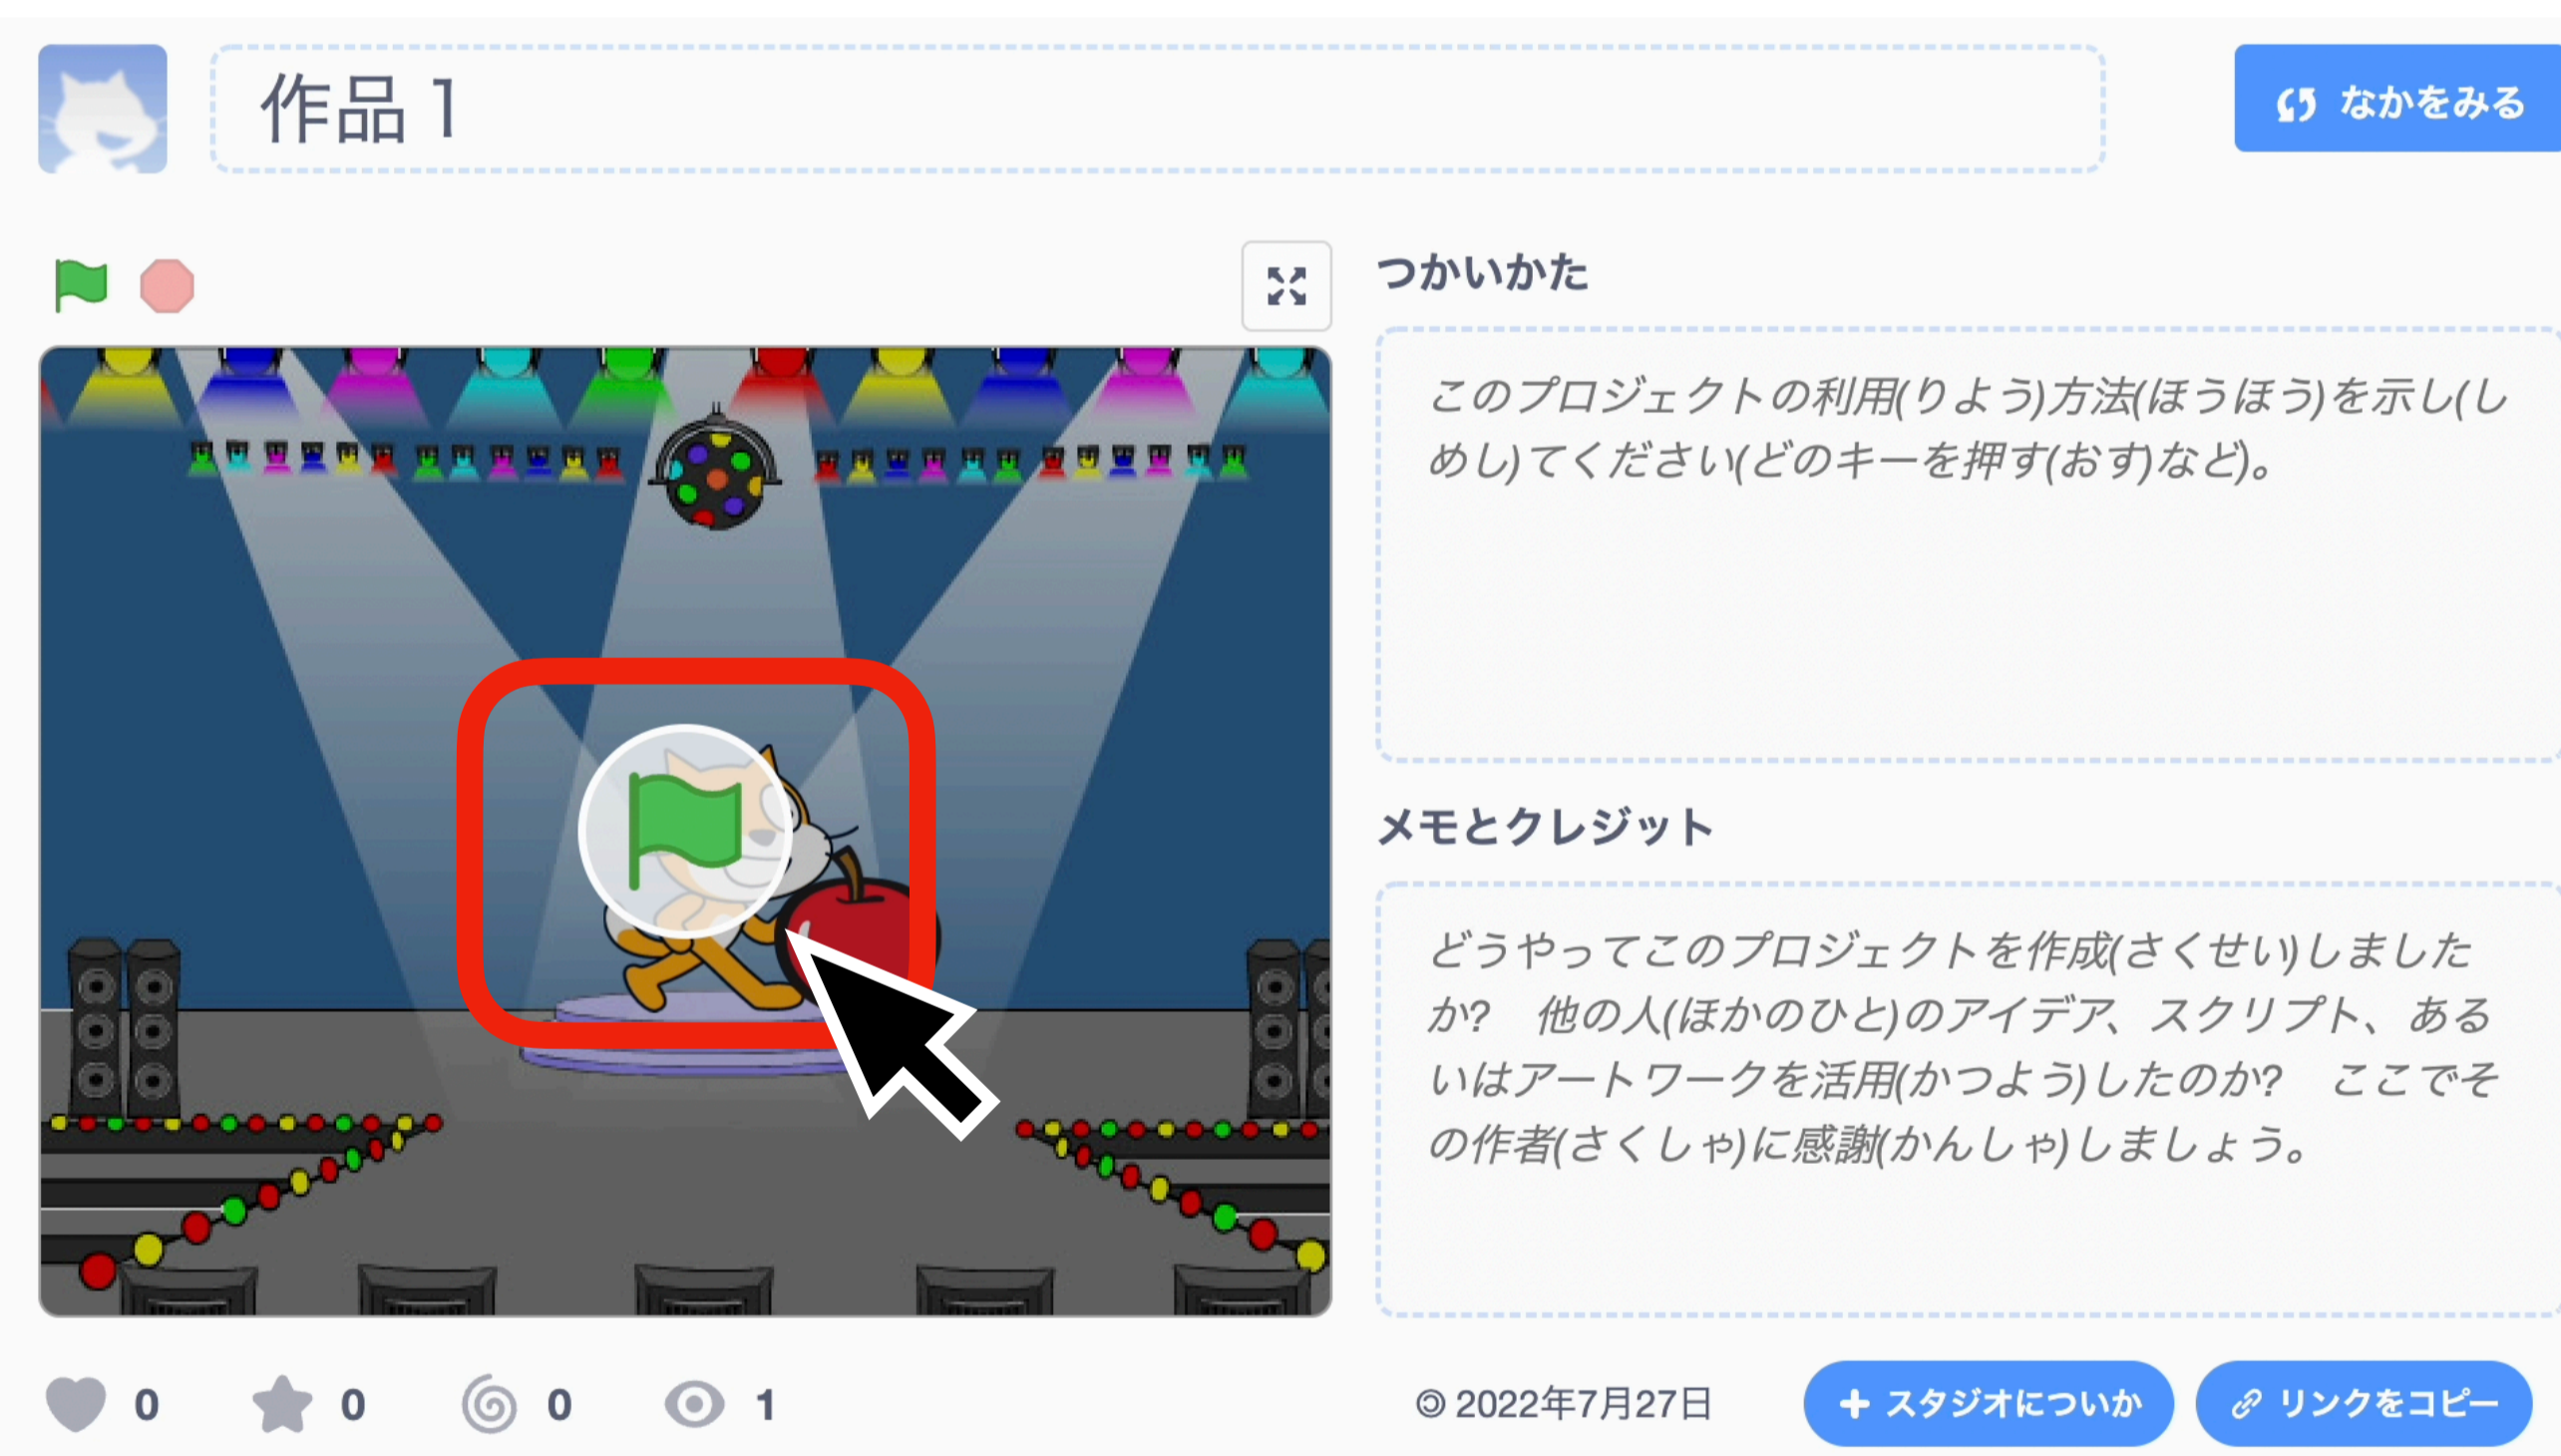 作品 1
なかをみる
つかいかた
このプロジェクトの利用(りよう)方法(ほうほう)を示し(し
めし)てください(どのキーを押す(おす)など)。
メモとクレジット
どうやってこのプロジェクトを作成(さくせい)しました
か?　他の人(ほかのひと)のアイデア、スクリプト、ある
いはアートワークを活用(かつよう)したのか?　ここでそ
の作者(さくしゃ)に感謝(かんしゃ)しましょう。
0 0 0 1
2022年7月27日
スタジオについか
リンクをコピー